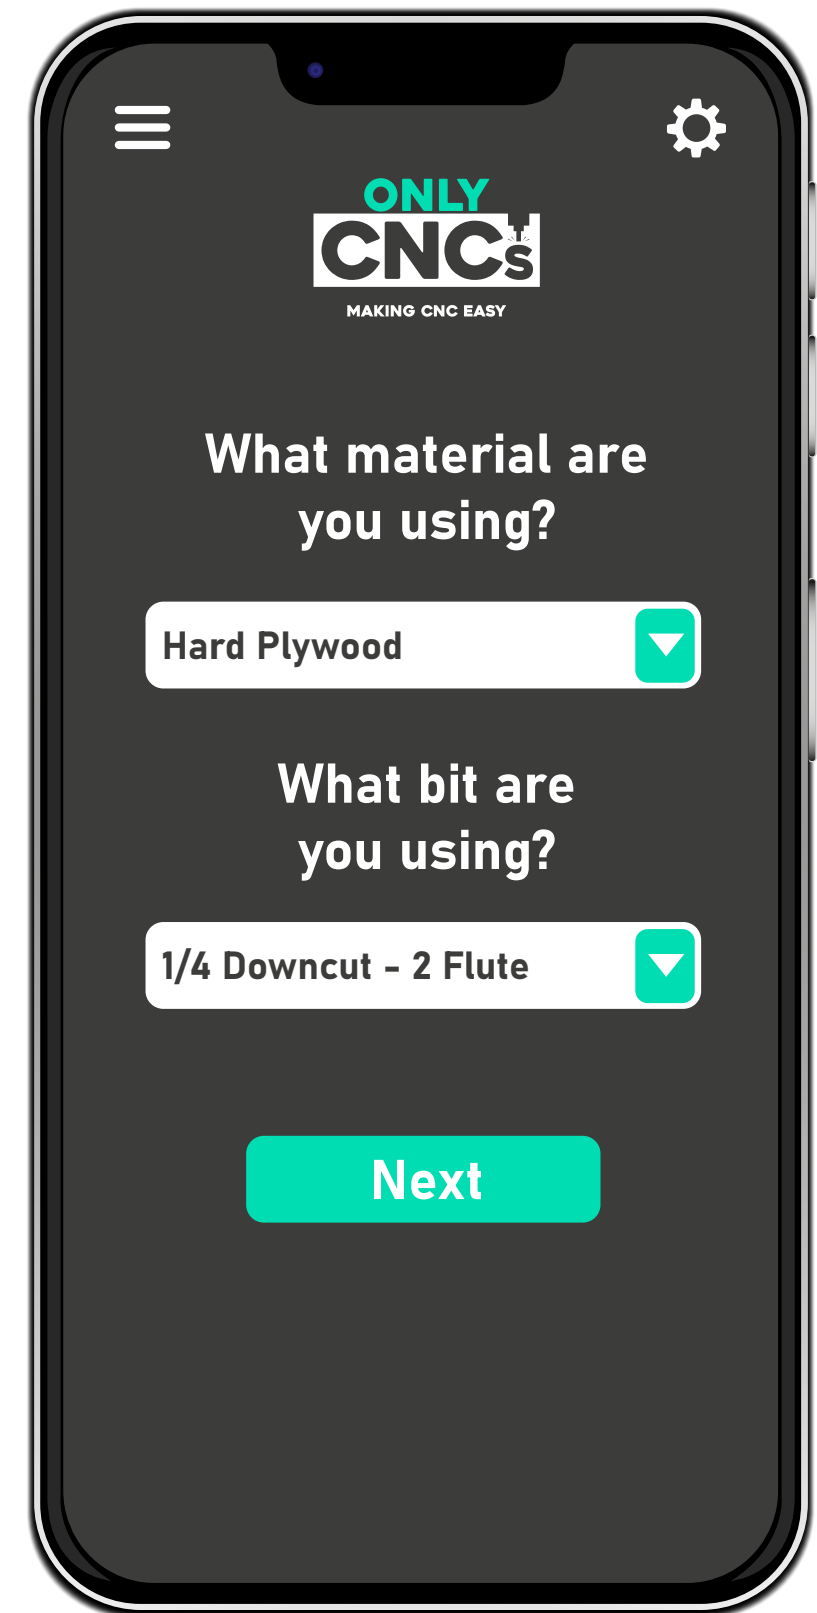 ONLY
CNCs
MAKING CNC EASY
What material are
you using?
Hard Plywood
What bit are
you using?
1/4 Downcut - 2 Flute
Next